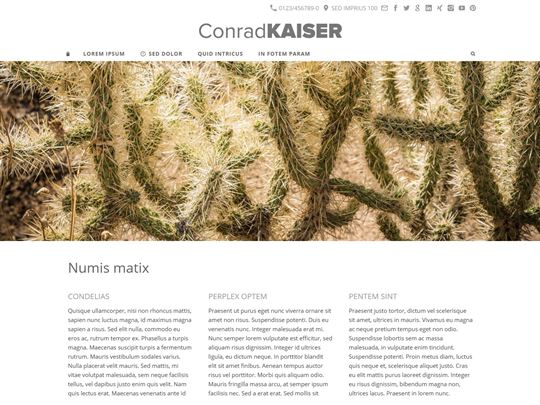 0123/456789-0 SED IMPRIUS 100
ConradKAISER
LOREM IPSUM SED DOLOR QUID INTRICUS IN FOTEM PARAM
Numis matix
CONDELIAS
Quisque ullamcorper, nisi non rhoncus mattis,
sapien nunc luctus magna, id maximus magna
sapien a risus. Sed elit nulla, commodo eu
eros ac, rutrum tempor ex. Phasellus a turpis
magna. Maecenas suscipit turpis a fermentum
rutrum. Mauris vestibulum sodales varius.
Nulla placerat velit mauris. Sed mattis, mi
vitae volutpat malesuada, sem neque facilisis
tellus, vel dapibus justo enim quis velit. Nam
quis lectus erat. Maecenas venenatis ante id
PERPLEX OPTEM
Praesent ut purus eget nunc viverra ornare sit
amet non risus. Suspendisse potenti. Duis eu
venenatis nunc. Integer malesuada erat mi.
Nunc semper lorem vulputate est efficitur, sed
aliquam risus dignissim. Integer id ultrices
ligula, eu dictum neque. In porttitor blandit
elit sit amet finibus. Aenean tempus auctor
risus vel porttitor. Morbi quis aliquam odio.
Mauris fringilla massa arcu, at semper ipsum
facilisis nec. Sed a erat erat. Sed mollis sit
PENTEM SINT
Praesent justo tortor, dictum vel scelerisque
sit amet, ultrices in mauris. Vivamus eu magna
ac neque pretium tempus eget non odio.
Suspendisse lobortis sem ac massa
malesuada, in vulputate enim tincidunt.
Suspendisse potenti. Proin metus diam, luctus
quis neque et, scelerisque aliquet justo. Cras
eu elit mattis purus laoreet dignissim. Integer
eu risus dignissim, bibendum magna non,
ultrices lacus. Praesent in lorem nunc.